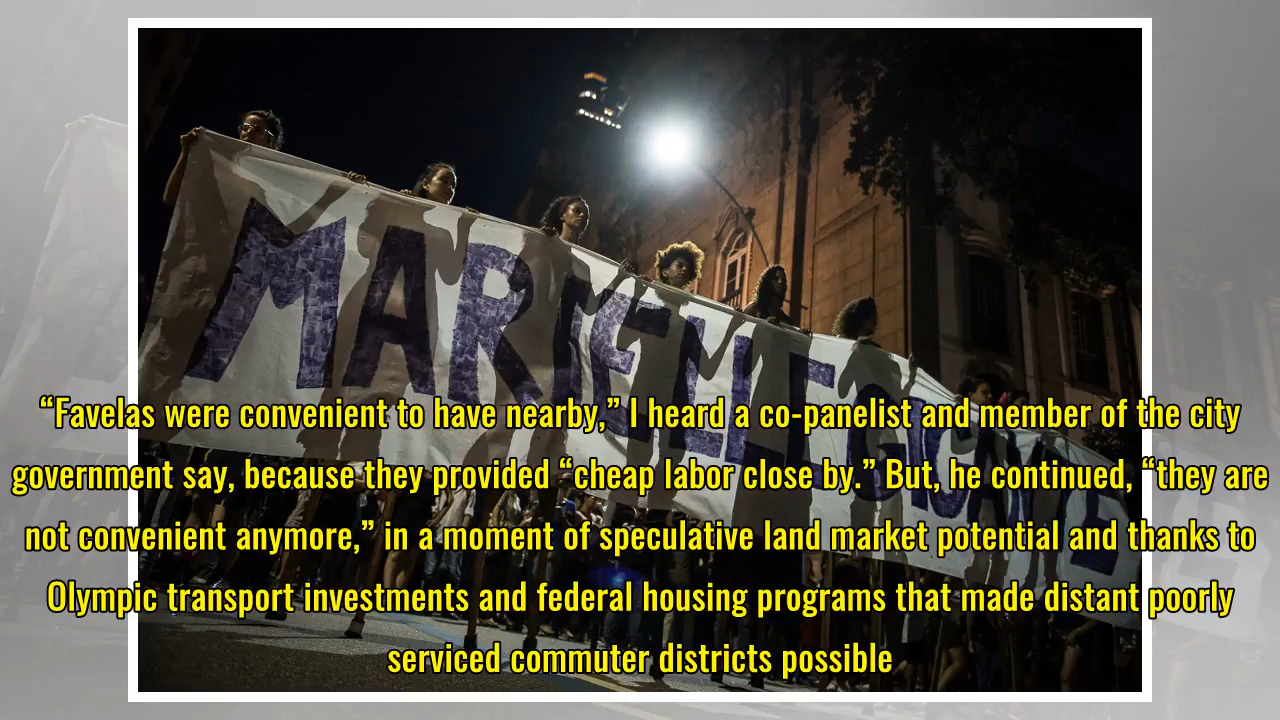 MARIELLE GIGANTE
“Favelas were convenient to have nearby,” I heard a co-panelist and member of the city
government say, because they provided “cheap labor close by.” But, he continued, “they are
not convenient anymore,” in a moment of speculative land market potential and thanks to
Olympic transport investments and federal housing programs that made distant poorly
serviced commuter districts possible